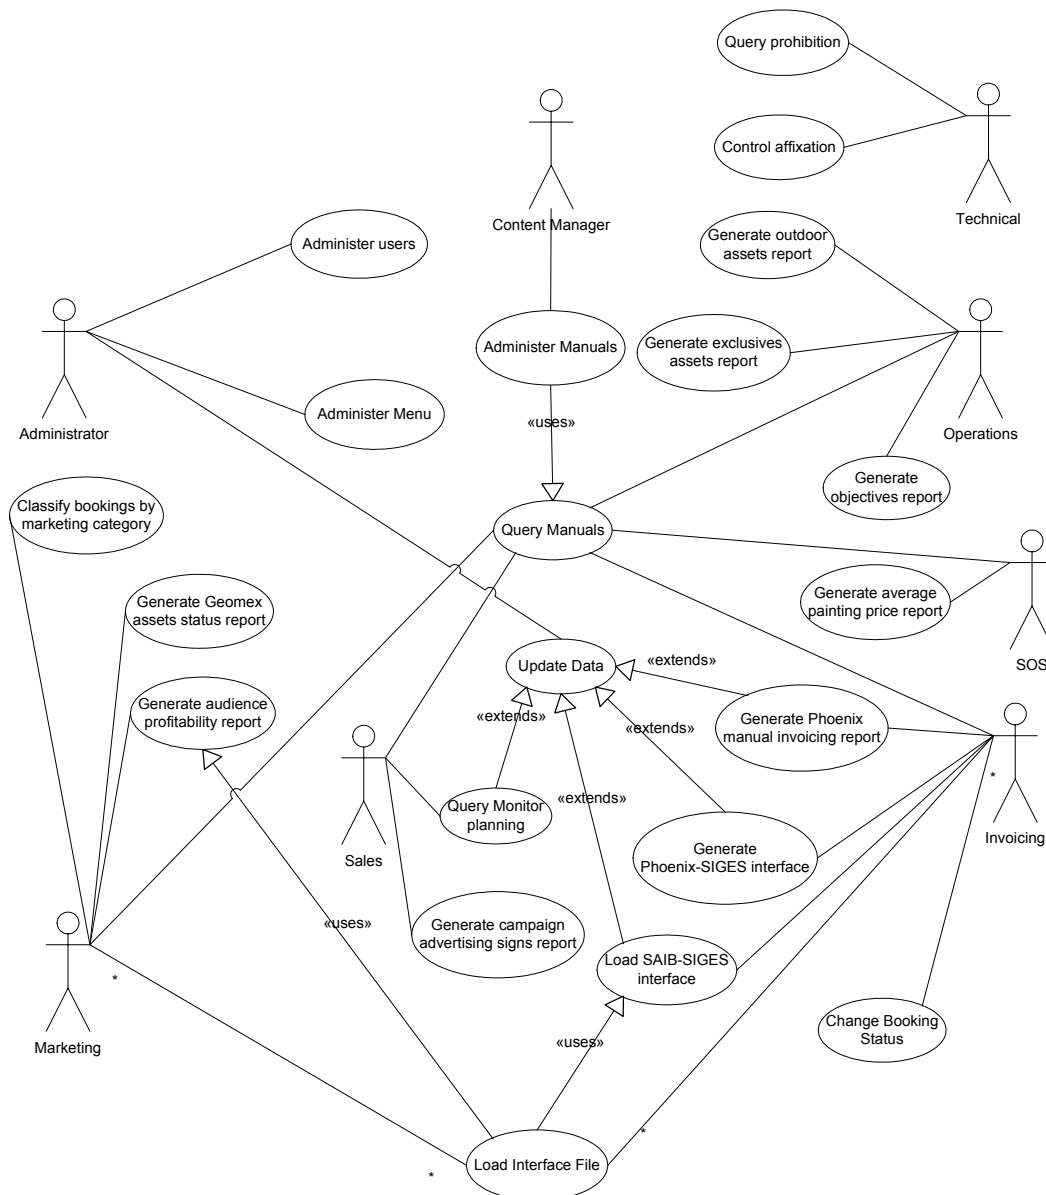 Query prohibition
Control affixation
Technical
Content Manager
Administer users
Generate outdoor
assets report
Administer Manuals
Generate exclusives
assets report
Administer Menu
«uses»
Administrator
Operations
Generate
objectives report
Classify bookings by
marketing category
Query Manuals
Generate Geomex
assets status report
Generate average
painting price report
SOS
Update Data
«extends»
Generate audience
profitability report
«extends»
«extends»
Generate Phoenix
manual invoicing report
*
Query Monitor
planning
«extends»
Sales
Invoicing
Generate
Phoenix-SIGES interface
«uses»
Generate campaign
advertising signs report
Load SAIB-SIGES
interface
*
Marketing
Change Booking
Status
«uses»
*
Load Interface File
*